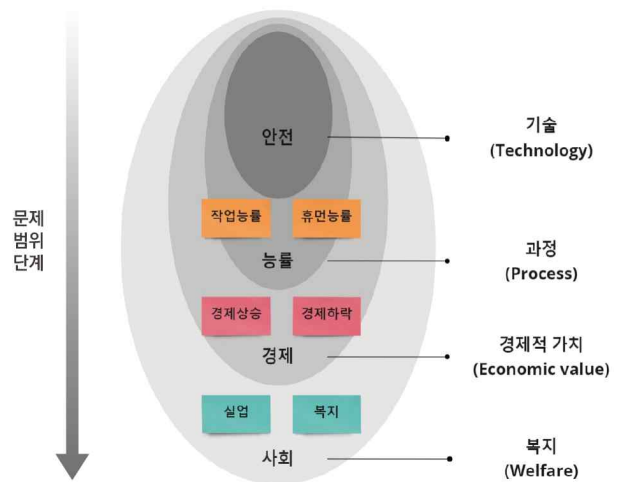 안전
기술
(Technology)
문제
범위
단계
작업능률
휴먼능률
능률
과정
(Process)
경제상승
경제하락
경제
경제적 가치
(Economic value)
실업
복지
사회
복지
(Welfare)